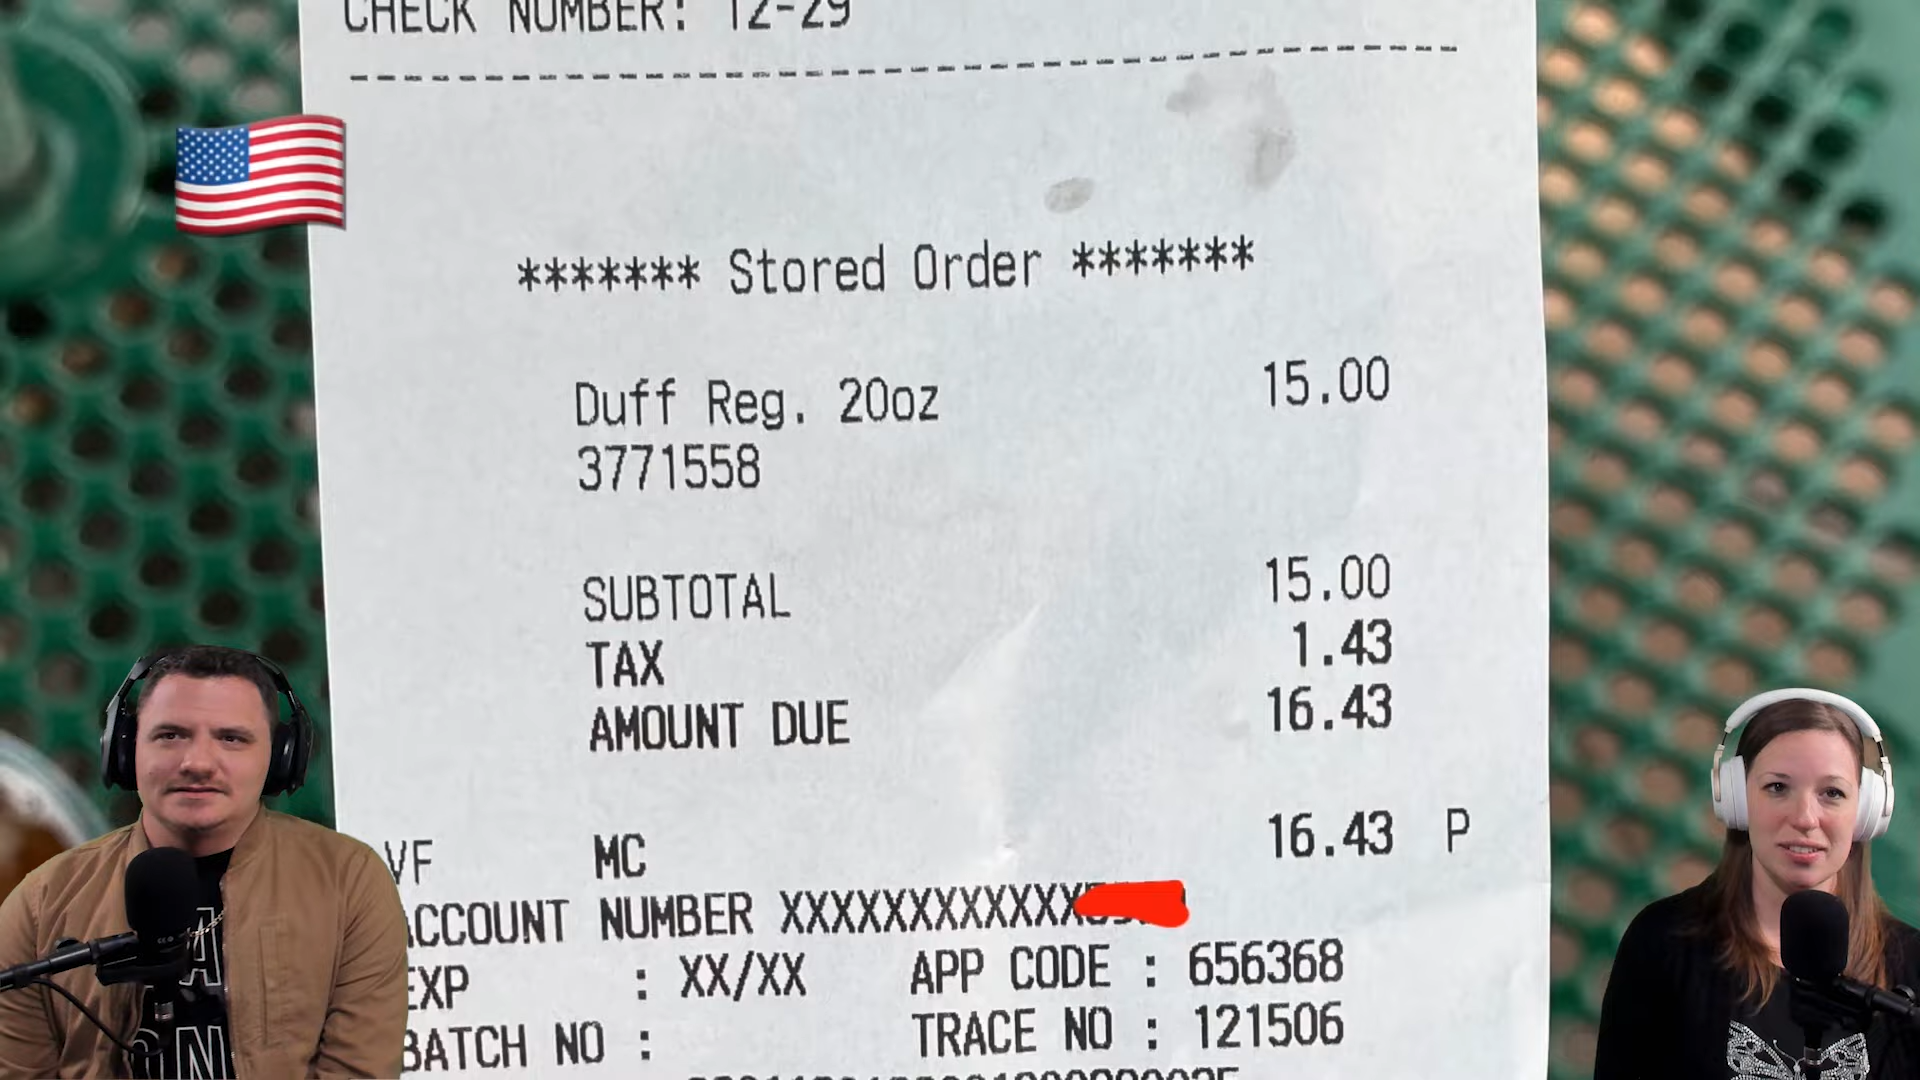 CHECK NUMBER: 12-29
******* Stored Order *******
Duff Reg. 20oz 15.00
3771558
SUBTOTAL 15.00
TAX 1.43
AMOUNT DUE 16.43
VF MC 16.43 P
ACCOUNT NUMBER XXXXXXXXXXXX
EXP : XX/XX APP CODE : 656368
BATCH NO : TRACE NO : 121506